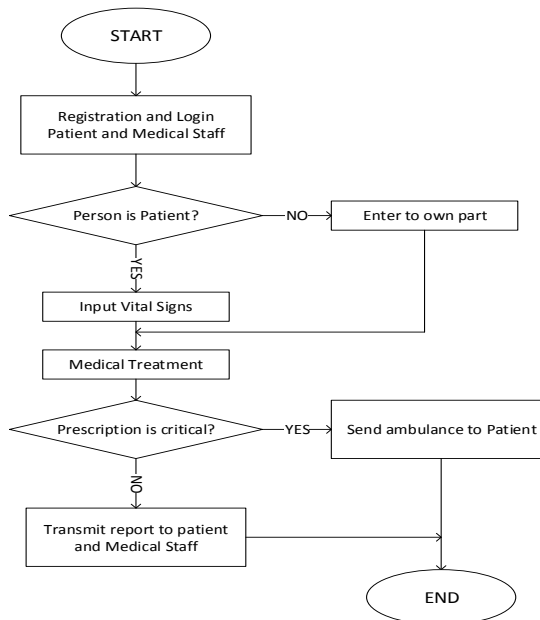 START
Registration and Login
Patient and Medical Staff
Person is Patient?
NO
Enter to own part
YES
Input Vital Signs
Medical Treatment
Prescription is critical?
YES
Send ambulance to Patient
NO
Transmit report to patient
and Medical Staff
END